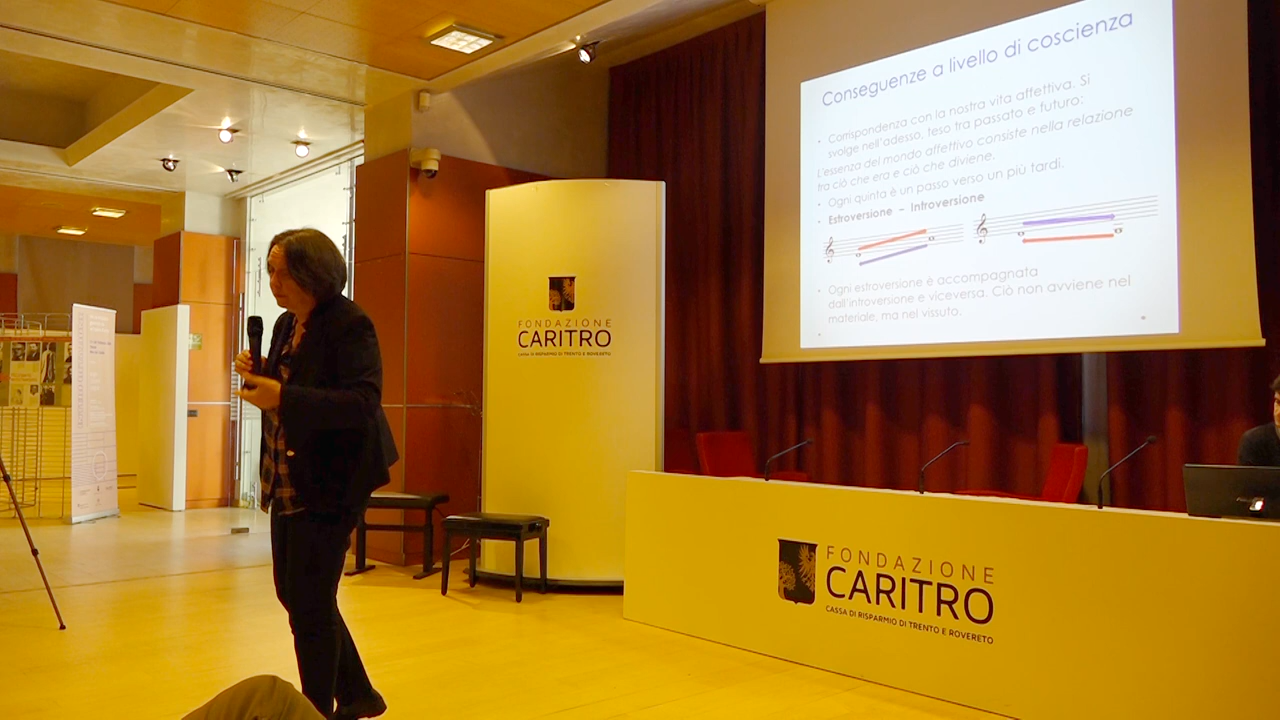 Conseguenze a livello di coscienza
• Corrispondenza con la nostra vita affettiva. Si
svolge nell'adesso, teso tra passato e futuro:
L'essenza del mondo affettivo consiste nella relazione
tra ciò che era e ciò che diviene.
• Ogni quinta è un passo verso un più tardi.
• Estroversione – Introversione
• Ogni estroversione è accompagnata
dall'introversione e viceversa. Ciò non avviene nel
materiale, ma nel vissuto.
FONDAZIONE
CARITRO
CASSA DI RISPARMIO DI TRENTO E ROVERETO
FONDAZIONE
CARITRO
CASSA DI RISPARMIO DI TRENTO E ROVERETO